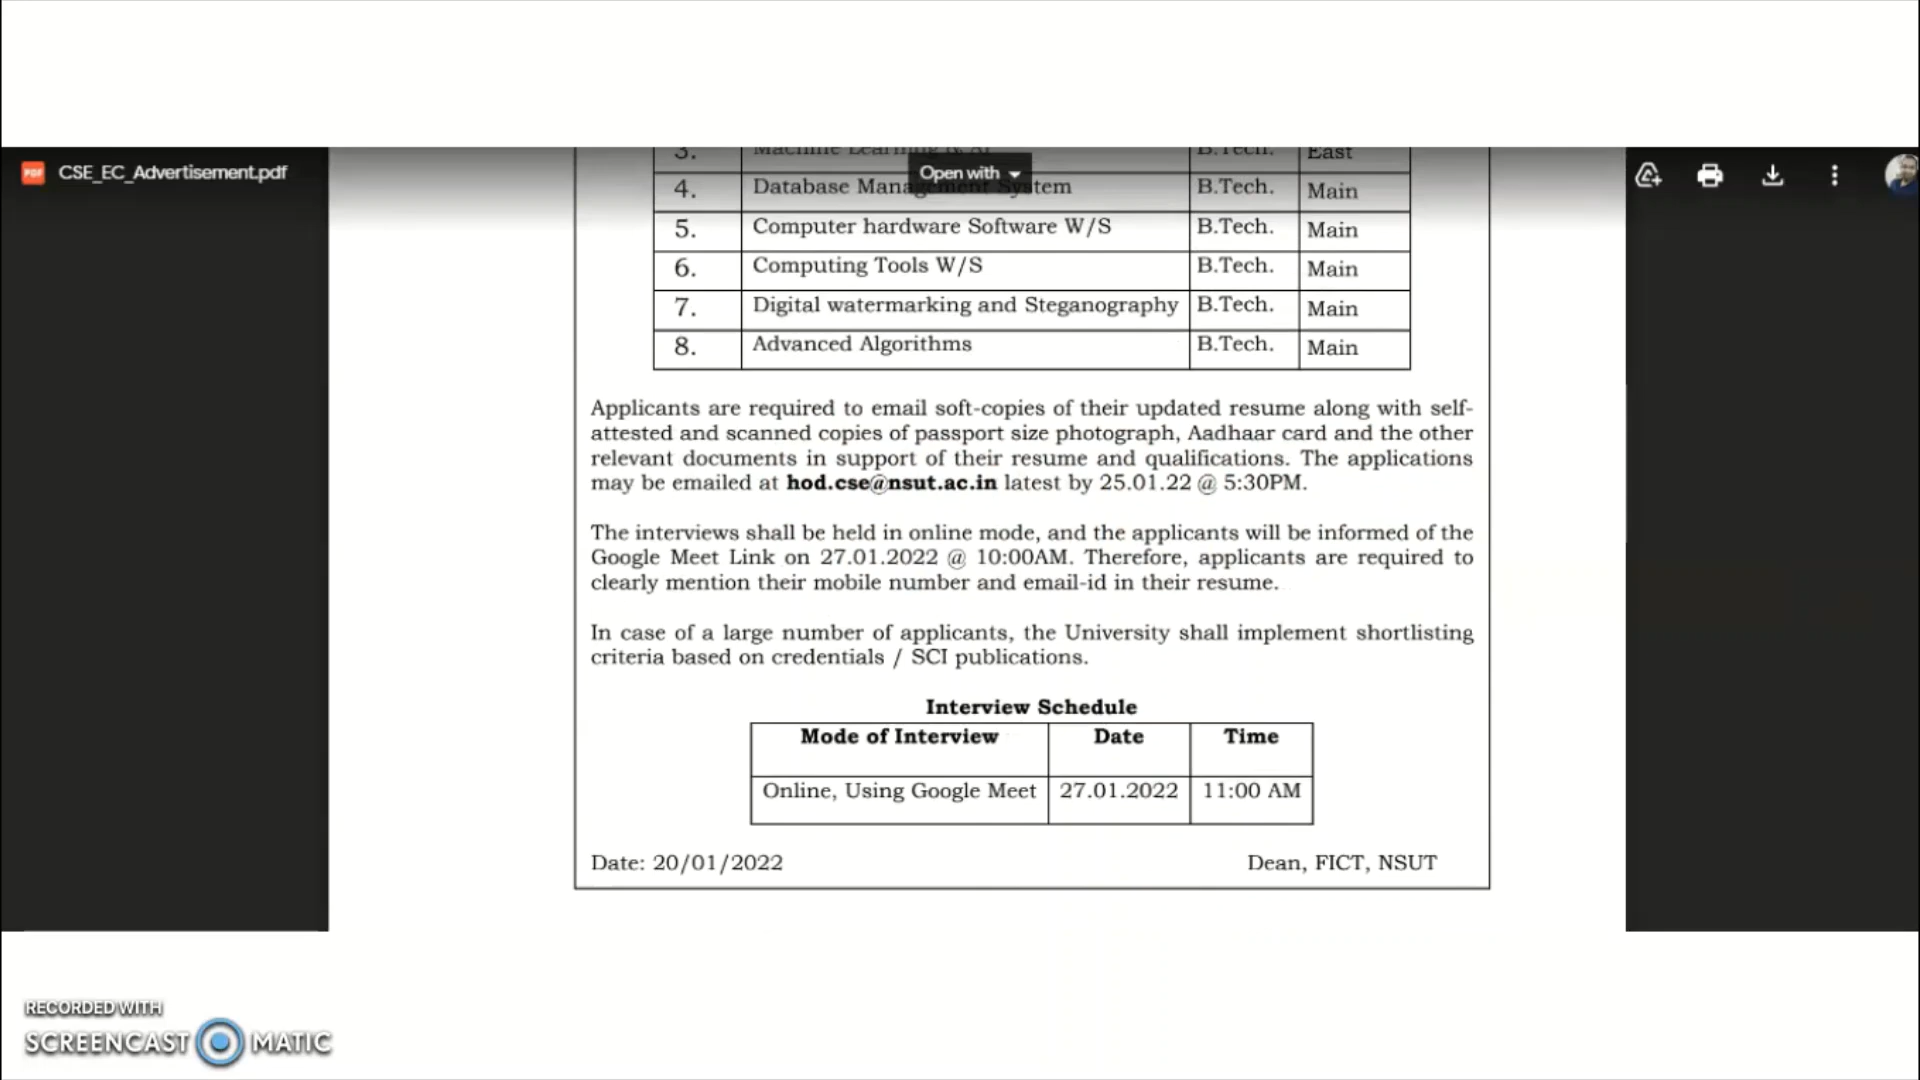 CSE_EC_Advertisement.pdf
Open with
3. Machine Learning & AI B.Tech. East
4. Database Management System B.Tech. Main
5. Computer hardware Software W/S B.Tech. Main
6. Computing Tools W/S B.Tech. Main
7. Digital watermarking and Steganography B.Tech. Main
8. Advanced Algorithms B.Tech. Main
Applicants are required to email soft-copies of their updated resume along with self-
attested and scanned copies of passport size photograph, Aadhaar card and the other
relevant documents in support of their resume and qualifications. The applications
may be emailed at hod.cse@nsut.ac.in latest by 25.01.22 @ 5:30PM.
The interviews shall be held in online mode, and the applicants will be informed of the
Google Meet Link on 27.01.2022 @ 10:00AM. Therefore, applicants are required to
clearly mention their mobile number and email-id in their resume.
In case of a large number of applicants, the University shall implement shortlisting
criteria based on credentials / SCI publications.
Interview Schedule
Mode of Interview Date Time
Online, Using Google Meet 27.01.2022 11:00 AM
Date: 20/01/2022 Dean, FICT, NSUT
RECORDED WITH
SCREENCAST MATIC